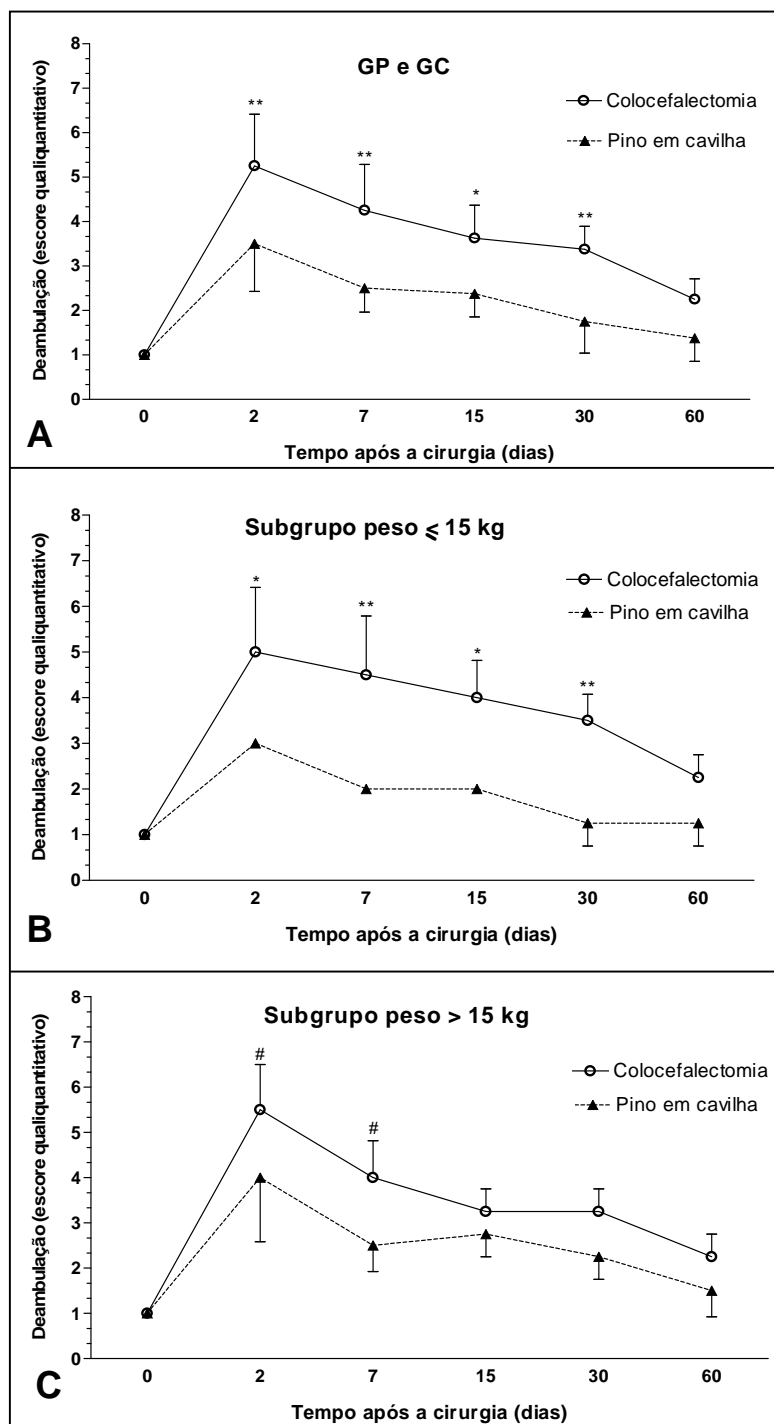 GP e GC
Colocefalectomia
Pino em cavilha
Deambulação (escore qualiquantitativo)
8
7
6
5
4
3
2
1
0
** ** * **
0 2 7 15 30 60
Tempo após a cirurgia (dias)
A
Subgrupo peso ⩽ 15 kg
Colocefalectomia
Pino em cavilha
Deambulação (escore qualiquantitativo)
8
7
6
5
4
3
2
1
0
* ** * **
0 2 7 15 30 60
Tempo após a cirurgia (dias)
B
Subgrupo peso > 15 kg
Colocefalectomia
Pino em cavilha
Deambulação (escore qualiquantitativo)
8
7
6
5
4
3
2
1
0
# #
0 2 7 15 30 60
Tempo após a cirurgia (dias)
C